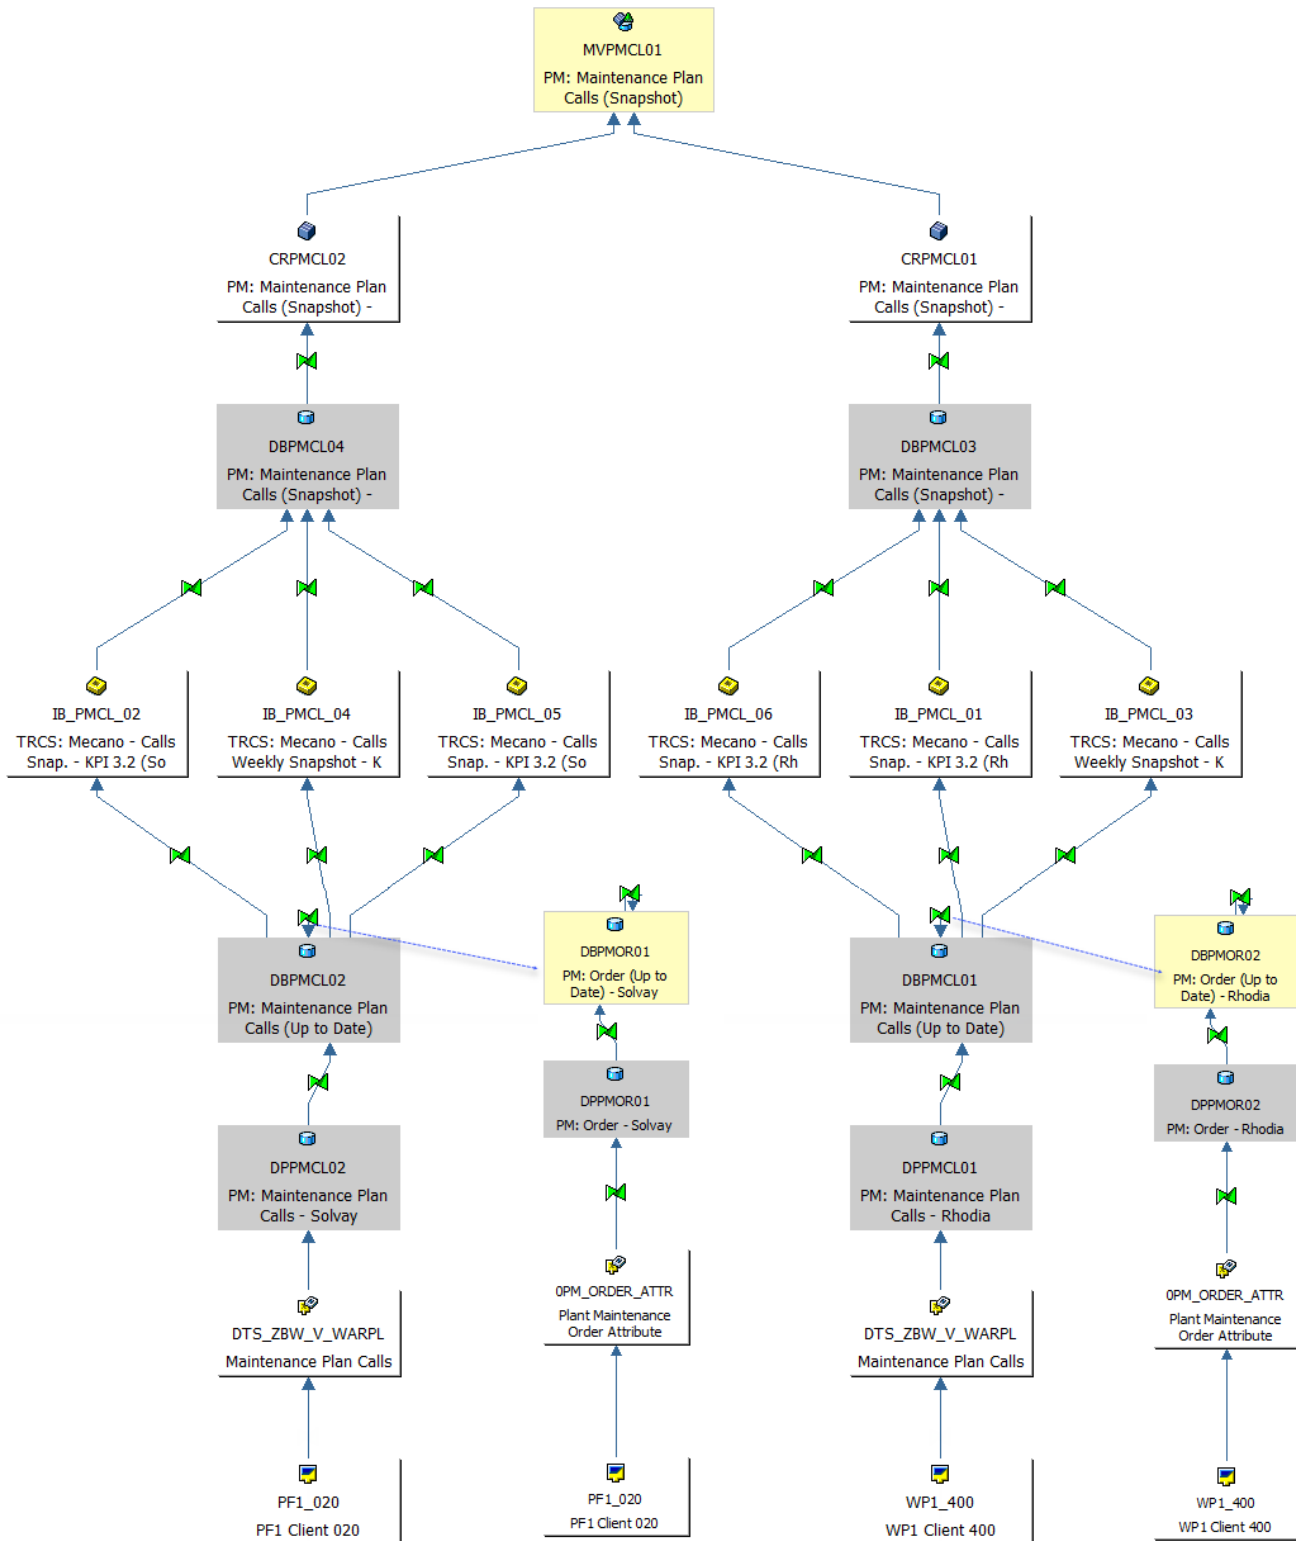 MVPMCL01
PM: Maintenance Plan
Calls (Snapshot)
CRPMCL02
PM: Maintenance Plan
Calls (Snapshot) -
CRPMCL01
PM: Maintenance Plan
Calls (Snapshot) -
DBPMCL04
PM: Maintenance Plan
Calls (Snapshot) -
DBPMCL03
PM: Maintenance Plan
Calls (Snapshot) -
IB_PMCL_02
TRCS: Mecano - Calls
Snap. - KPI 3.2 (So
IB_PMCL_04
TRCS: Mecano - Calls
Weekly Snapshot - K
IB_PMCL_05
TRCS: Mecano - Calls
Snap. - KPI 3.2 (So
IB_PMCL_06
TRCS: Mecano - Calls
Snap. - KPI 3.2 (Rh
IB_PMCL_01
TRCS: Mecano - Calls
Snap. - KPI 3.2 (Rh
IB_PMCL_03
TRCS: Mecano - Calls
Weekly Snapshot - K
DBPMCL02
PM: Maintenance Plan
Calls (Up to Date)
DBPMOR01
PM: Order (Up to
Date) - Solvay
DBPMCL01
PM: Maintenance Plan
Calls (Up to Date)
DBPMOR02
PM: Order (Up to
Date) - Rhodia
DPPMCL02
PM: Maintenance Plan
Calls - Solvay
DPPMOR01
PM: Order - Solvay
DPPMCL01
PM: Maintenance Plan
Calls - Rhodia
DPPMOR02
PM: Order - Rhodia
DTS_ZBW_V_WARPL
Maintenance Plan Calls
0PM_ORDER_ATTR
Plant Maintenance
Order Attribute
DTS_ZBW_V_WARPL
Maintenance Plan Calls
0PM_ORDER_ATTR
Plant Maintenance
Order Attribute
PF1_020
PF1 Client 020
PF1_020
PF1 Client 020
WP1_400
WP1 Client 400
WP1_400
WP1 Client 400